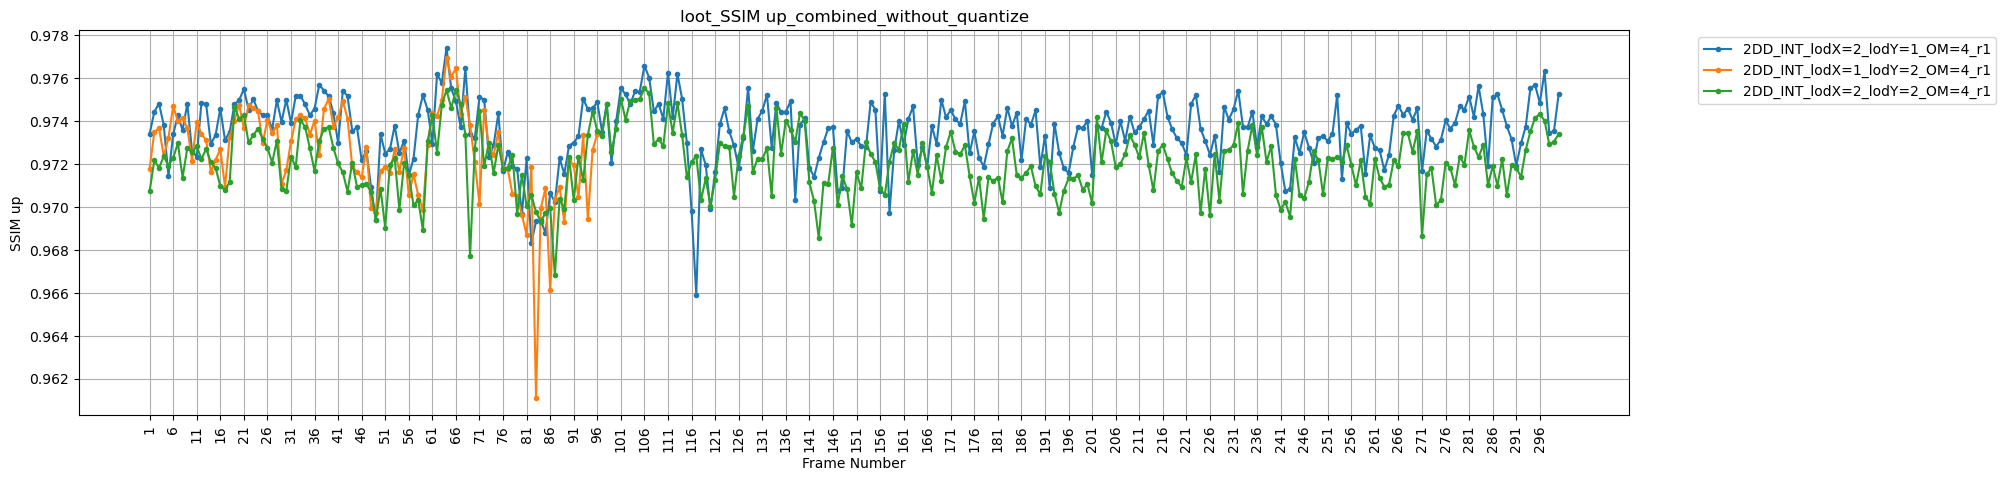 loot_SSIM up_combined_without_quantize
0.978
0.976
0.974
0.972
0.970
0.968
0.966
0.964
0.962
SSIM up
1 6 11 16 21 26 31 36 41 46 51 56 61 66 71 76 81 86 91 96 101 106 111 116 121 126 131 136 141 146 151 156 161 166 171 176 181 186 191 196 201 206 211 216 221 226 231 236 241 246 251 256 261 266 271 276 281 286 291 296
Frame Number
2DD_INT_lodX=2_lodY=1_OM=4_r1
2DD_INT_lodX=1_lodY=2_OM=4_r1
2DD_INT_lodX=2_lodY=2_OM=4_r1